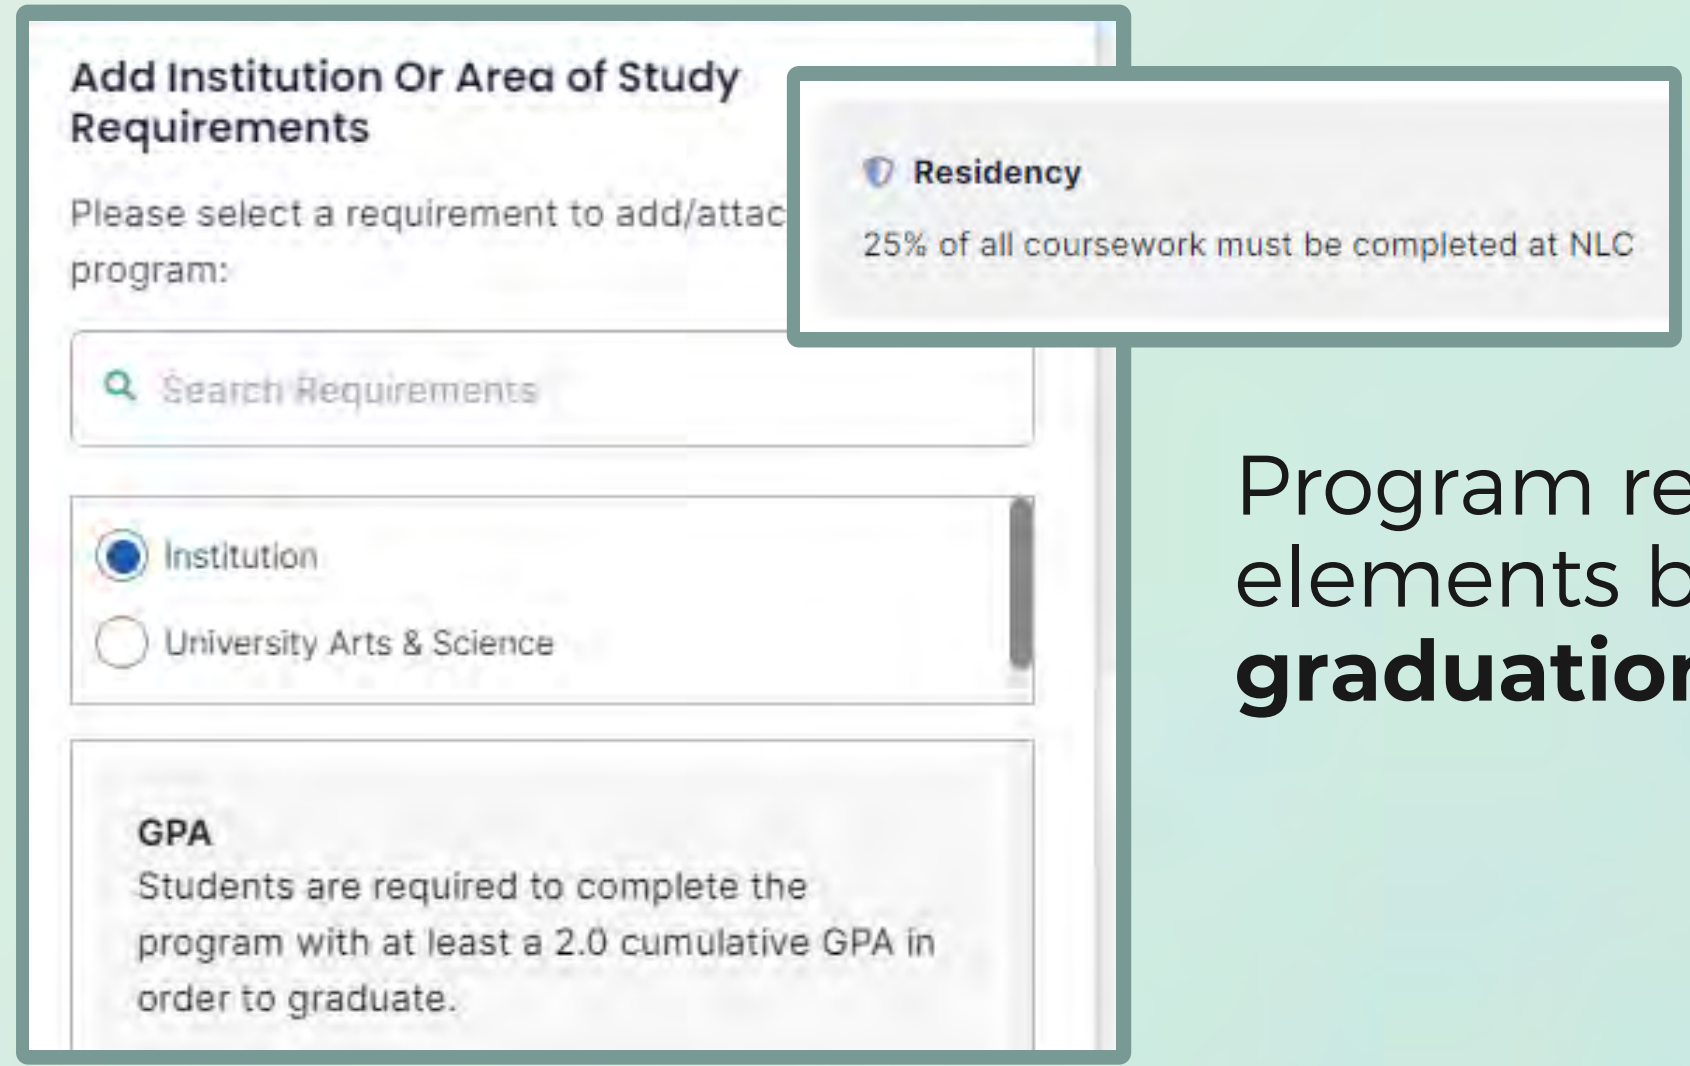 Add Institution Or Area of Study
Requirements
Please select a requirement to add/attac
program:
Search Requirements
Institution
University Arts & Science
GPA
Students are required to complete the
program with at least a 2.0 cumulative GPA in
order to graduate.
Residency
25% of all coursework must be completed at NLC
Program re
elements b
graduation